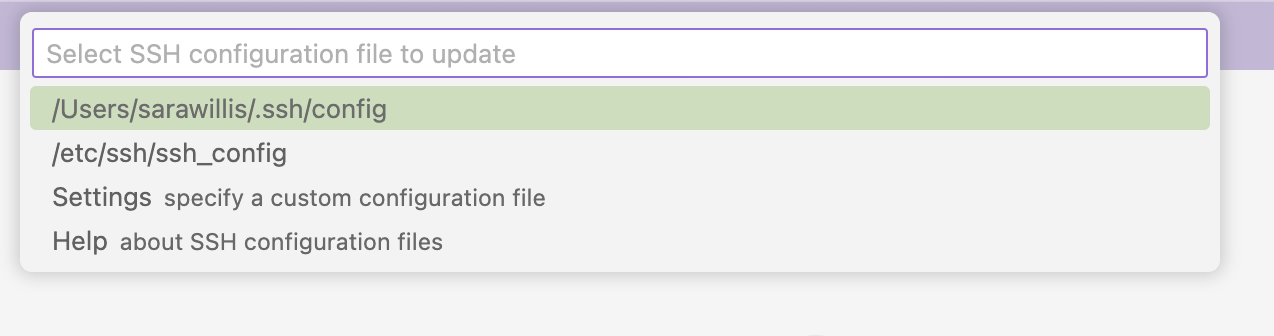 Select SSH configuration file to update
/Users/sarawillis/.ssh/config
/etc/ssh/ssh_config
Settings specify a custom configuration file
Help about SSH configuration files